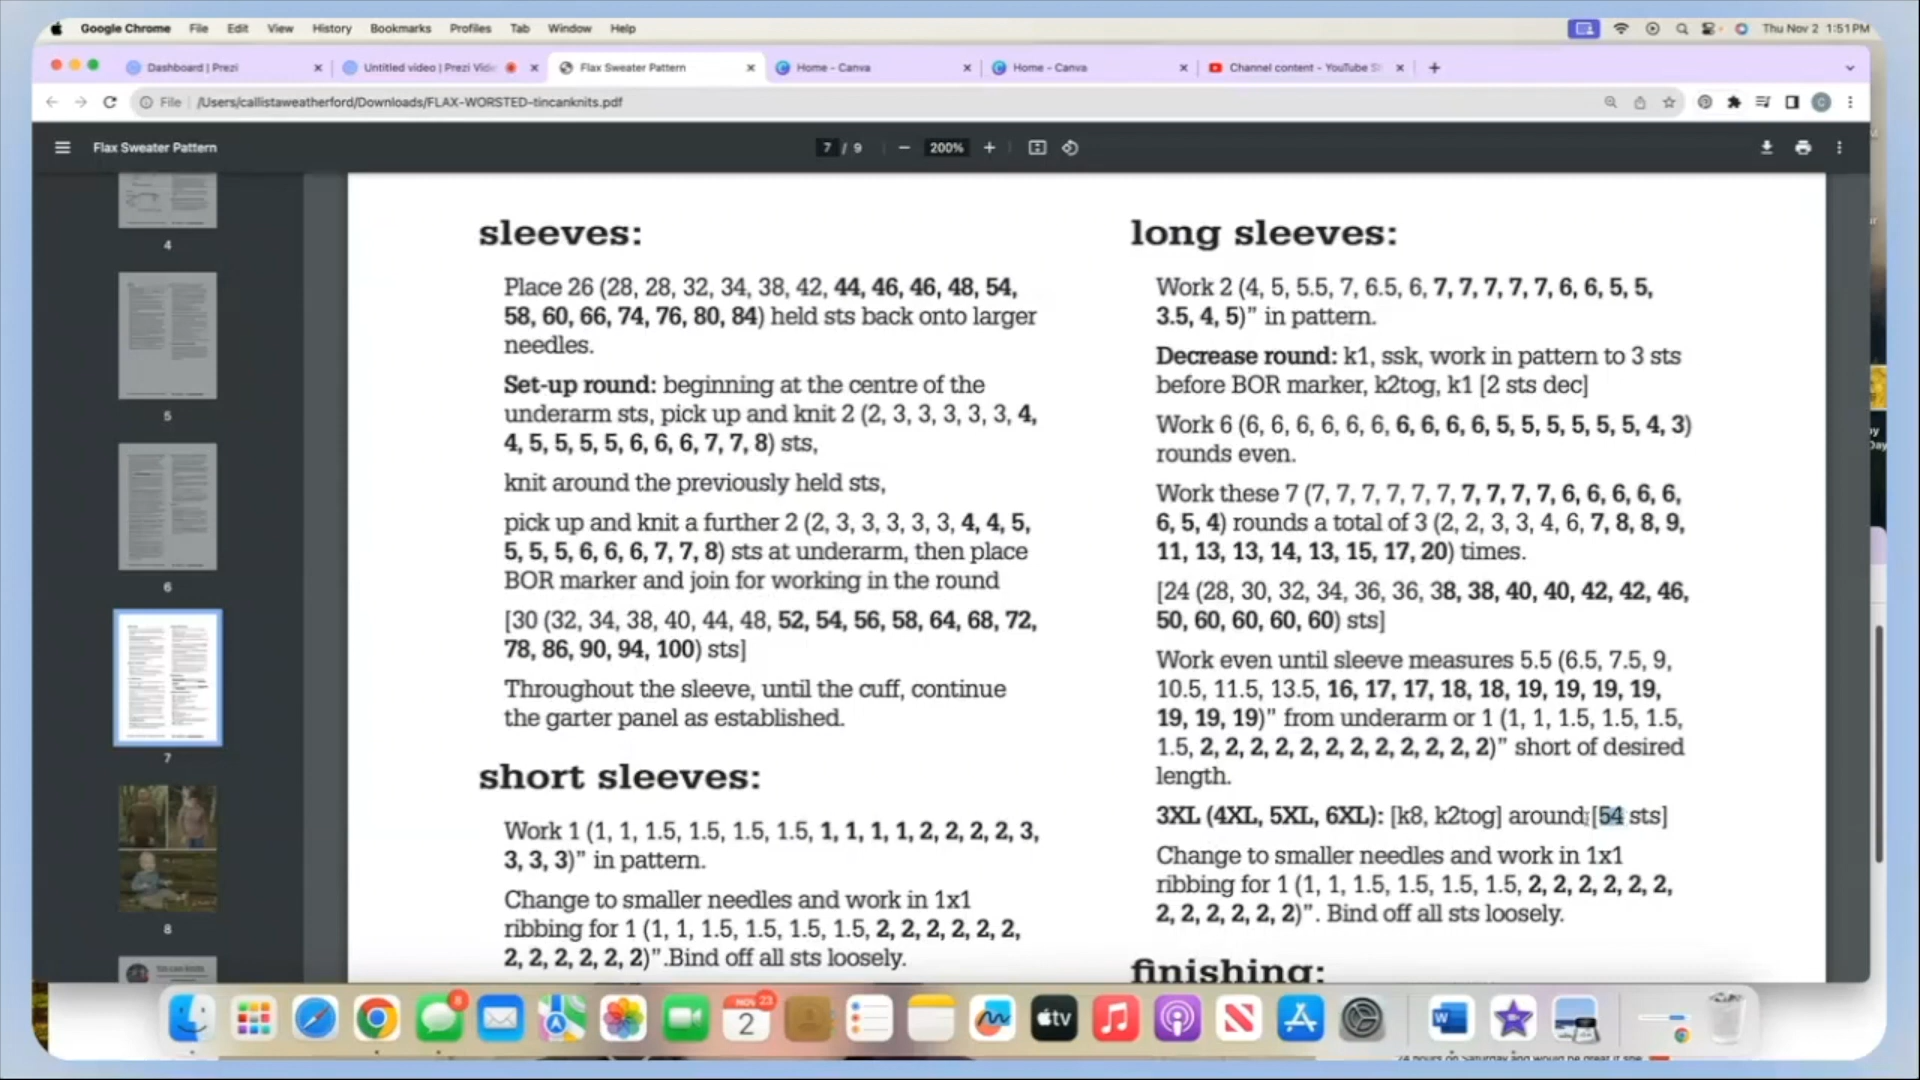 Google Chrome File Edit View History Bookmarks Profiles Tab Window Help Thu Nov 2 1:51PM
Dashboard | Prezi Untitled video | Prezi Vide Flax Sweater Pattern Home - Canva Home - Canva Channel content - YouTube St
File /Users/callistaweatherford/Downloads/FLAX-WORSTED-tincanknits.pdf
Flax Sweater Pattern 7 / 9 200%
4
5
6
7
8
sleeves:
Place 26 (28, 28, 32, 34, 38, 42, 44, 46, 46, 48, 54,
58, 60, 66, 74, 76, 80, 84) held sts back onto larger
needles.
Set-up round: beginning at the centre of the
underarm sts, pick up and knit 2 (2, 3, 3, 3, 3, 3, 4,
4, 5, 5, 5, 5, 6, 6, 6, 7, 7, 8) sts,
knit around the previously held sts,
pick up and knit a further 2 (2, 3, 3, 3, 3, 3, 4, 4, 5,
5, 5, 5, 6, 6, 6, 7, 7, 8) sts at underarm, then place
BOR marker and join for working in the round
[30 (32, 34, 38, 40, 44, 48, 52, 54, 56, 58, 64, 68, 72,
78, 86, 90, 94, 100) sts]
Throughout the sleeve, until the cuff, continue
the garter panel as established.
short sleeves:
Work 1 (1, 1, 1.5, 1.5, 1.5, 1.5, 1, 1, 1, 1, 2, 2, 2, 2, 3,
3, 3, 3)” in pattern.
Change to smaller needles and work in 1x1
ribbing for 1 (1, 1, 1.5, 1.5, 1.5, 1.5, 2, 2, 2, 2, 2, 2,
2, 2, 2, 2, 2, 2)”.Bind off all sts loosely.
long sleeves:
Work 2 (4, 5, 5.5, 7, 6.5, 6, 7, 7, 7, 7, 7, 6, 6, 5, 5,
3.5, 4, 5)” in pattern.
Decrease round: k1, ssk, work in pattern to 3 sts
before BOR marker, k2tog, k1 [2 sts dec]
Work 6 (6, 6, 6, 6, 6, 6, 6, 6, 6, 6, 5, 5, 5, 5, 5, 5, 4, 3)
rounds even.
Work these 7 (7, 7, 7, 7, 7, 7, 7, 7, 7, 7, 6, 6, 6, 6, 6,
6, 5, 4) rounds a total of 3 (2, 2, 3, 3, 4, 6, 7, 8, 8, 9,
11, 13, 13, 14, 13, 15, 17, 20) times.
[24 (28, 30, 32, 34, 36, 36, 38, 38, 40, 40, 42, 42, 46,
50, 60, 60, 60, 60) sts]
Work even until sleeve measures 5.5 (6.5, 7.5, 9,
10.5, 11.5, 13.5, 16, 17, 17, 18, 18, 19, 19, 19, 19,
19, 19, 19)” from underarm or 1 (1, 1, 1.5, 1.5, 1.5,
1.5, 2, 2, 2, 2, 2, 2, 2, 2, 2, 2, 2, 2)” short of desired
length.
3XL (4XL, 5XL, 6XL): [k8, k2tog] around [54 sts]
Change to smaller needles and work in 1x1
ribbing for 1 (1, 1, 1.5, 1.5, 1.5, 1.5, 2, 2, 2, 2, 2, 2,
2, 2, 2, 2, 2, 2)”. Bind off all sts loosely.
finishing:
8
NOV 23
2
tv